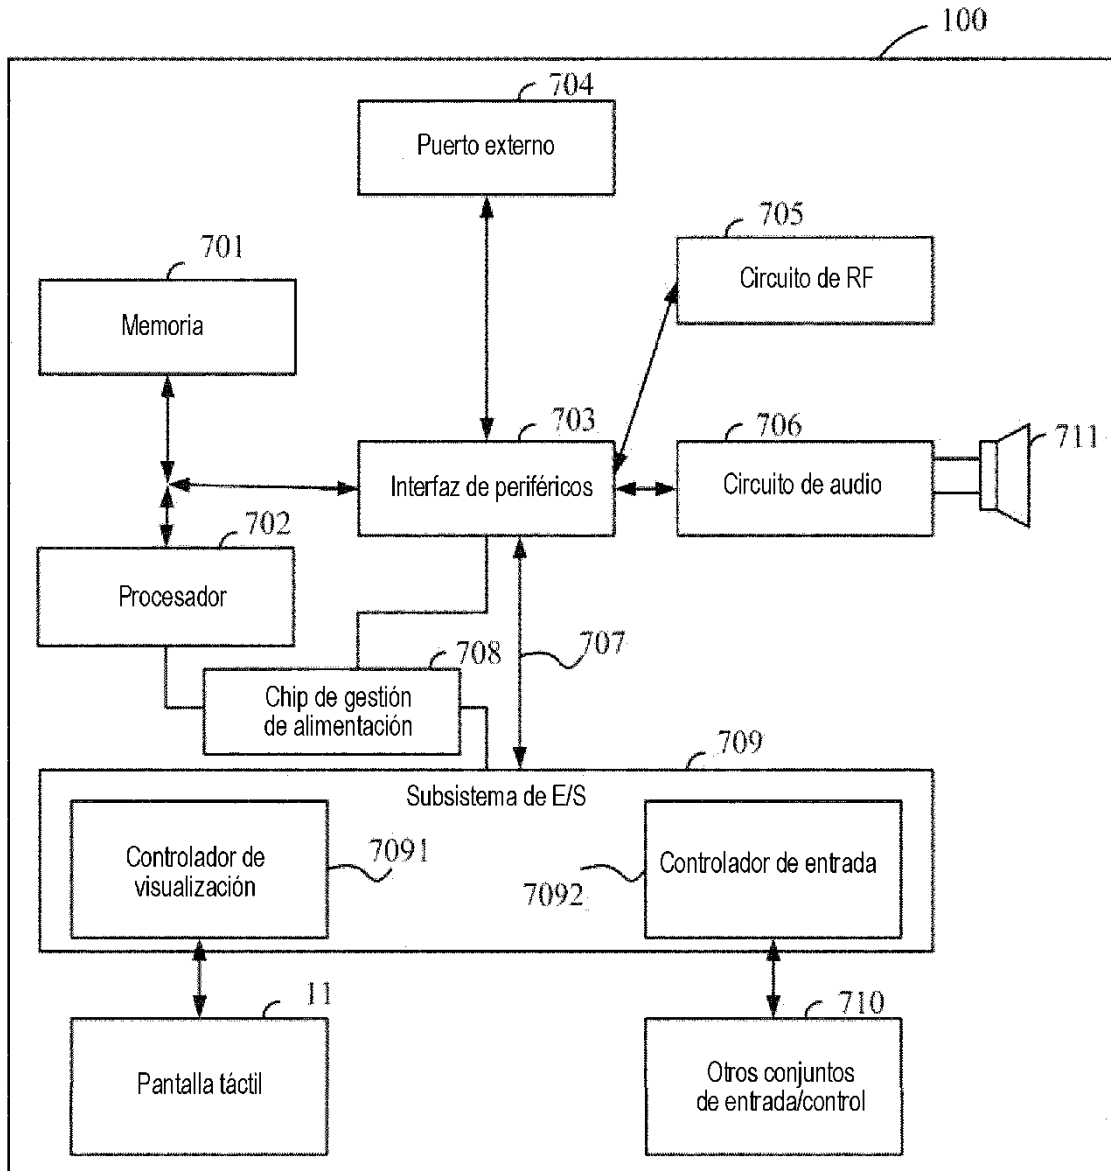 100
704
Puerto externo
705
Circuito de RF
701
Memoria
703
Interfaz de periféricos
706
Circuito de audio
711
702
Procesador
707
708
Chip de gestión
de alimentación
709
Subsistema de E/S
Controlador de
visualización
7091
7092
Controlador de entrada
11
Pantalla táctil
710
Otros conjuntos
de entrada/control